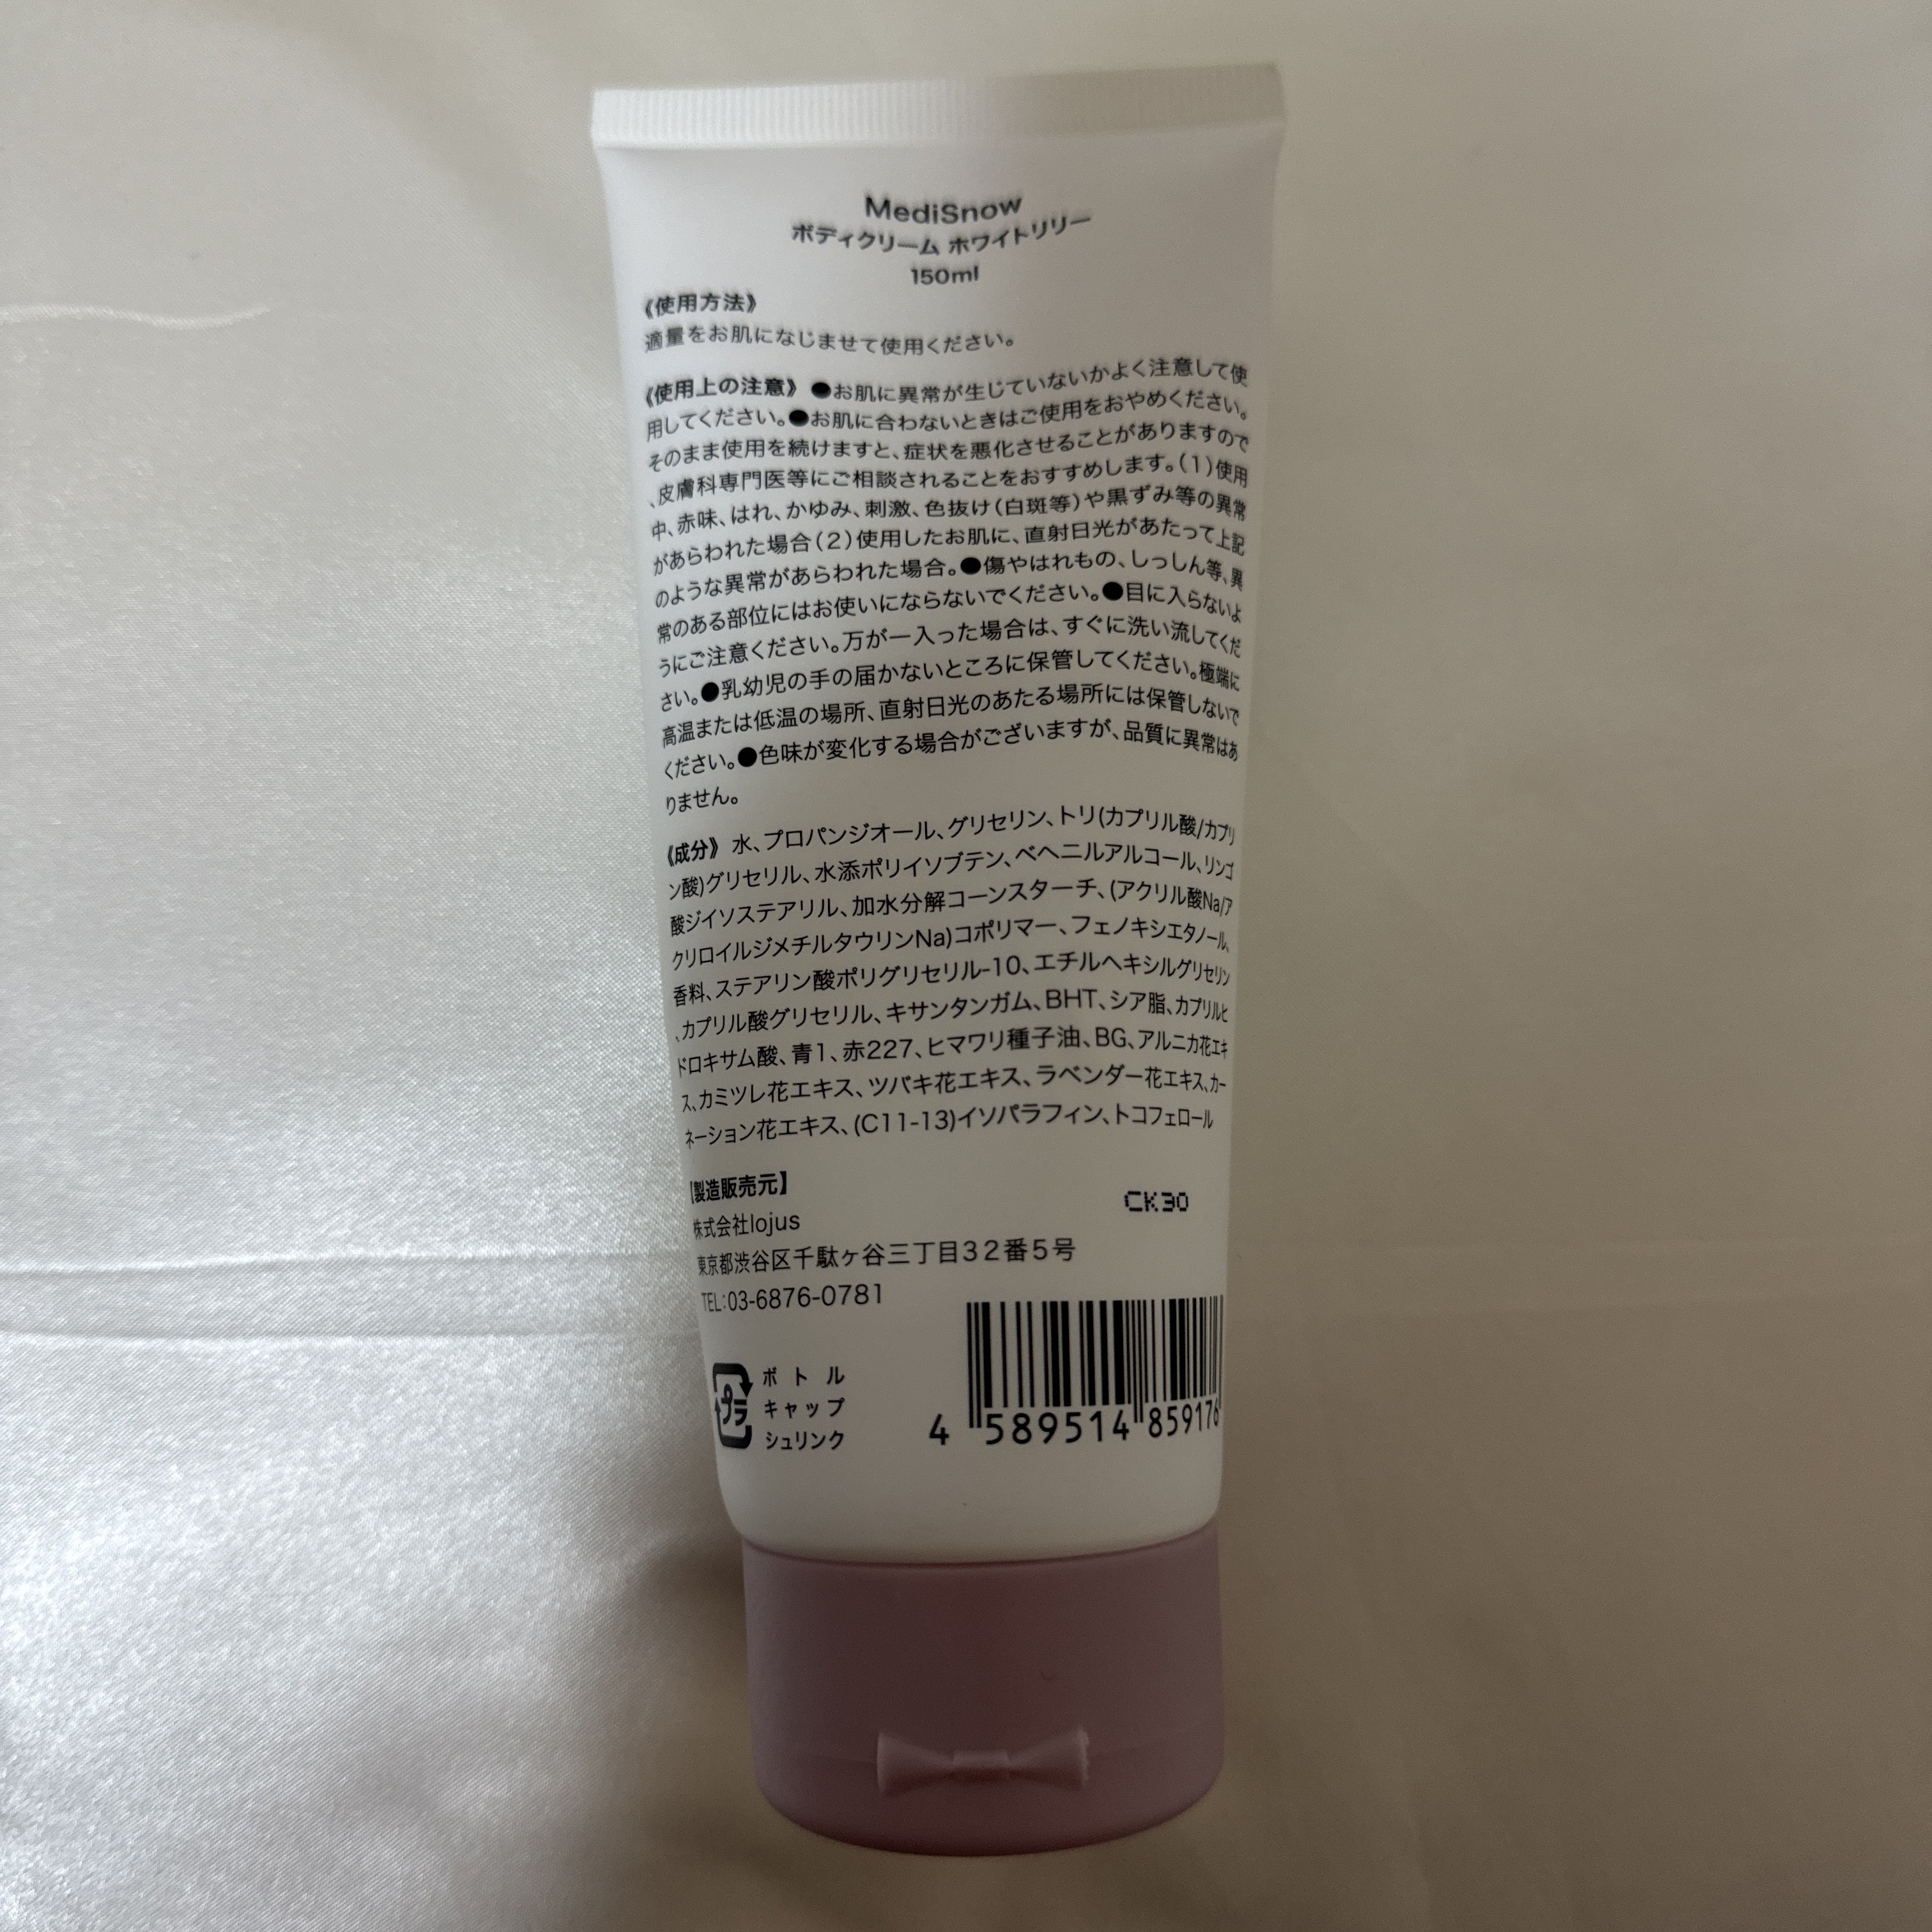 MediSnow
ボディクリーム ホワイトリリー
150ml
《使用方法》
適量をお肌になじませて使用ください。
《使用上の注意》 ●お肌に異常が生じていないかよく注意して使
用してください。●お肌に合わないときはご使用をおやめください。
そのまま使用を続けますと、症状を悪化させることがありますので
、皮膚科専門医等にご相談されることをおすすめします。(1)使用
中、赤味、はれ、かゆみ、刺激、色抜け(白斑等)や黒ずみ等の異常
があらわれた場合(2)使用したお肌に、直射日光があたって上記
のような異常があらわれた場合。●傷やはれもの、しっしん等、異
常のある部位にはお使いにならないでください。●目に入らないよ
うにご注意ください。万が一入った場合は、すぐに洗い流してくだ
さい。●乳幼児の手の届かないところに保管してください。極端に
高温または低温の場所、直射日光のあたる場所には保管しないで
ください。●色味が変化する場合がございますが、品質に異常はあ
りません。
《成分》 水、プロパンジオール、グリセリン、トリ(カプリル酸/カプリ
ン酸)グリセリル、水添ポリイソブテン、ベヘニルアルコール、リンゴ
酸ジイソステアリル、加水分解コーンスターチ、(アクリル酸Na/ア
クリロイルジメチルタウリンNa)コポリマー、フェノキシエタノール、
香料、ステアリン酸ポリグリセリル-10、エチルヘキシルグリセリン
、カプリル酸グリセリル、キサンタンガム、BHT、シア脂、カプリルヒ
ドロキサム酸、青1、赤227、ヒマワリ種子油、BG、アルニカ花エキ
ス、カミツレ花エキス、ツバキ花エキス、ラベンダー花エキス、カー
ネーション花エキス、(C11-13)イソパラフィン、トコフェロール
【製造販売元】
CK30
株式会社lojus
東京都渋谷区千駄ヶ谷三丁目32番5号
TEL:03-6876-0781
プラ
ボトル
キャップ
シュリンク
4 589514 859176